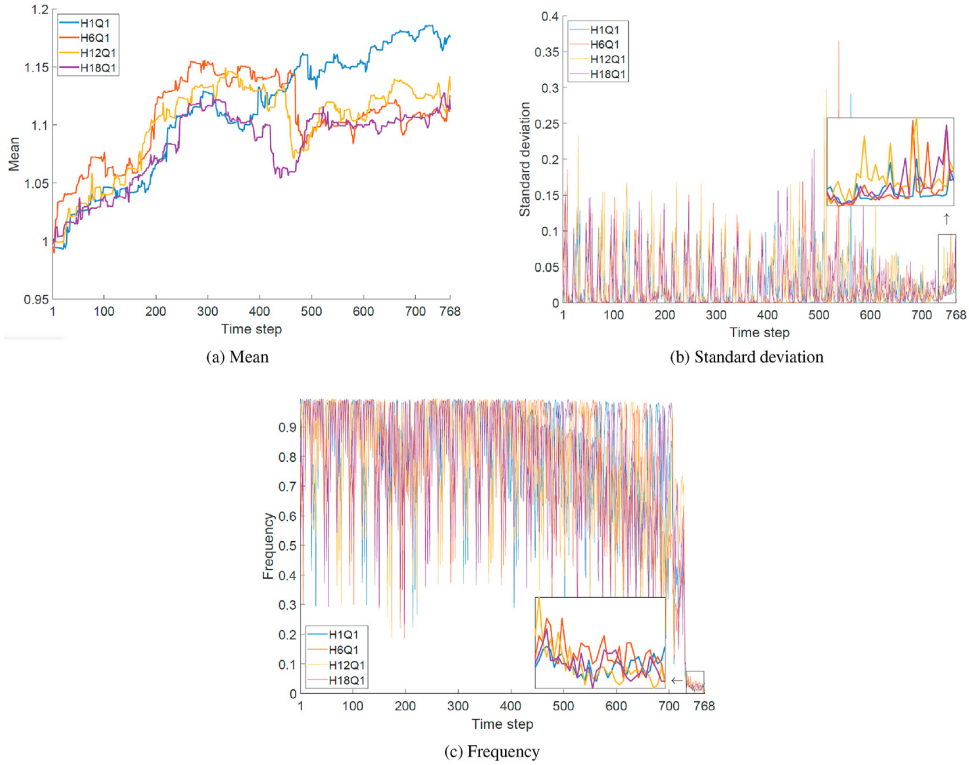 1.2
1.15
1.1
1.05
1
0.95
Mean
H1Q1
H6Q1
H12Q1
H18Q1
1 100 200 300 400 500 600 700 768
Time step
(a) Mean
0.4
0.35
0.3
0.25
0.2
0.15
0.1
0.05
0
Standard deviation
H1Q1
H6Q1
H12Q1
H18Q1
1 100 200 300 400 500 600 700 768
Time step
(b) Standard deviation
0.9
0.8
0.7
0.6
0.5
0.4
0.3
0.2
0.1
0
Frequency
H1Q1
H6Q1
H12Q1
H18Q1
1 100 200 300 400 500 600 700 768
Time step
(c) Frequency